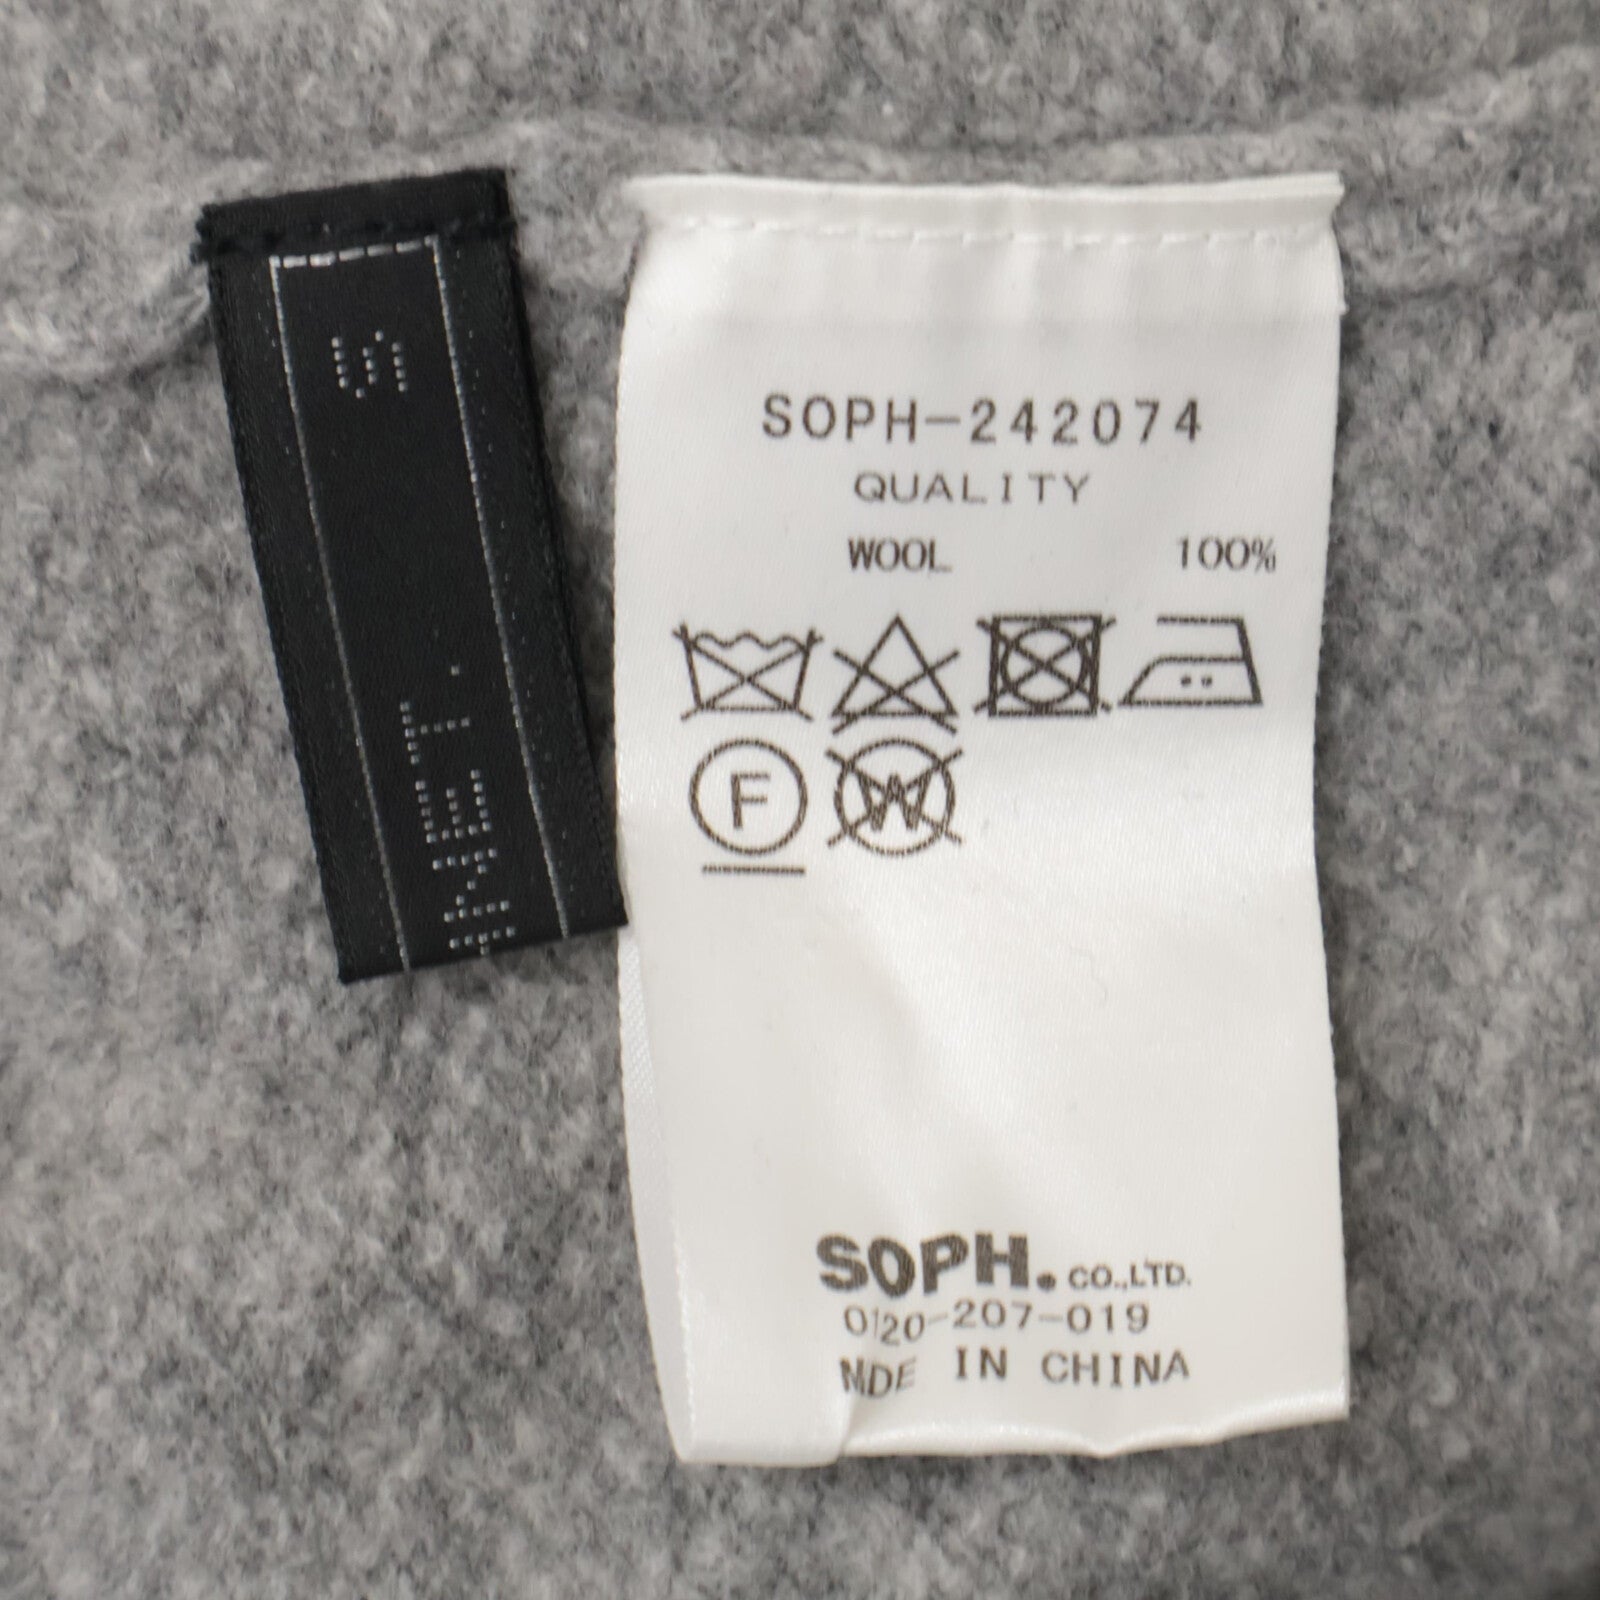 S
SOPH-242074
QUALITY
WOOL 100%
F
W
SOPH. CO.,LTD.
0120-207-019
MDE IN CHINA